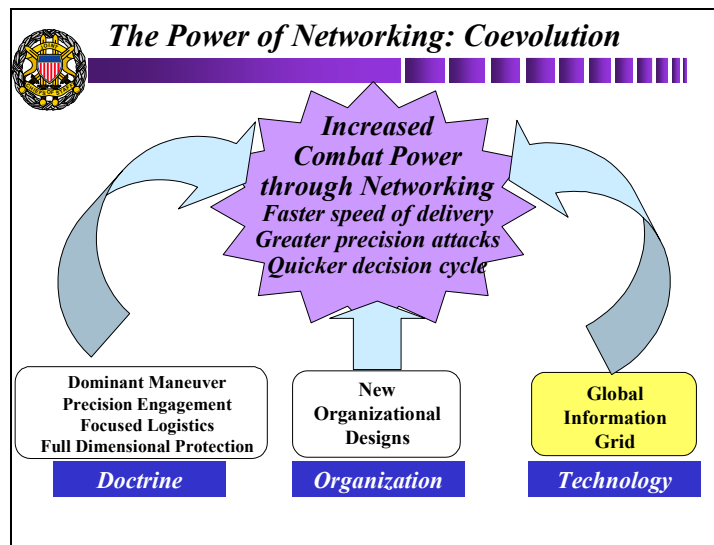 The Power of Networking: Coevolution
Increased
Combat Power
through Networking
Faster speed of delivery
Greater precision attacks
Quicker decision cycle
Dominant Maneuver
Precision Engagement
Focused Logistics
Full Dimensional Protection
Doctrine
New
Organizational
Designs
Organization
Global
Information
Grid
Technology